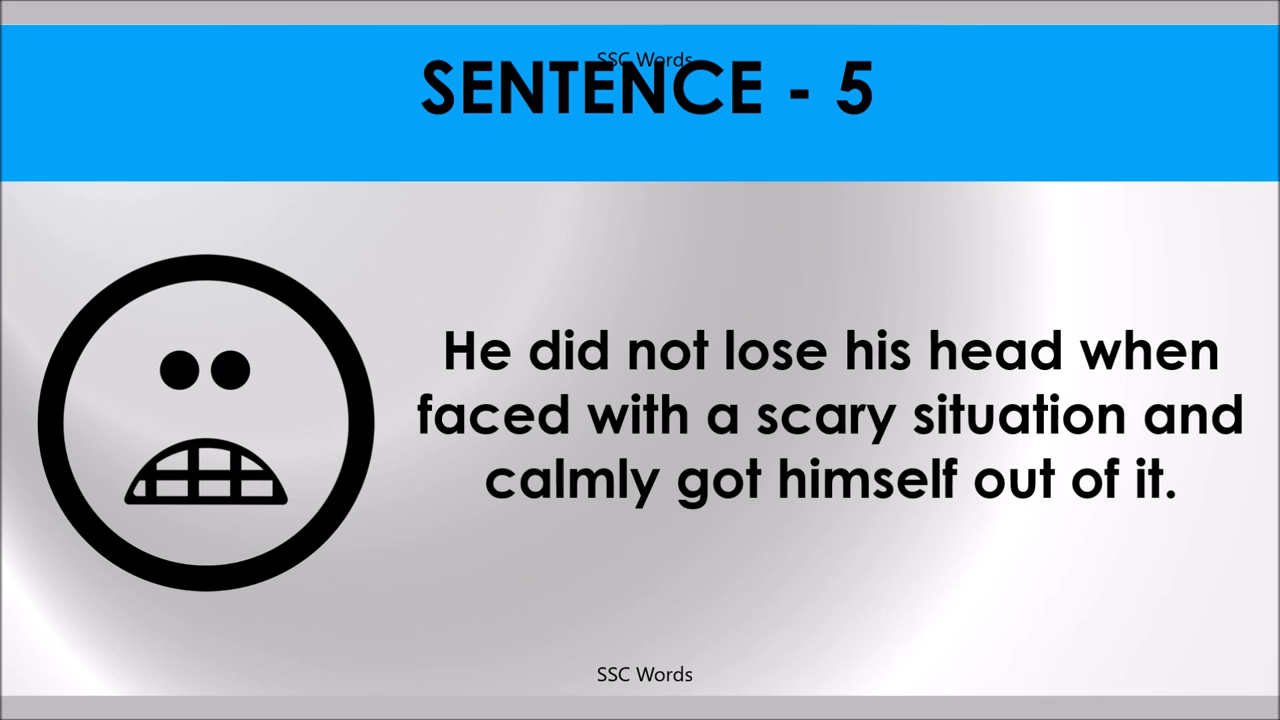 SSC Words
SENTENCE - 5
He did not lose his head when
faced with a scary situation and
calmly got himself out of it.
SSC Words